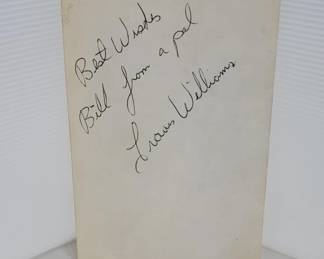 Best Wishes
Bill from a pal
Travis Williams